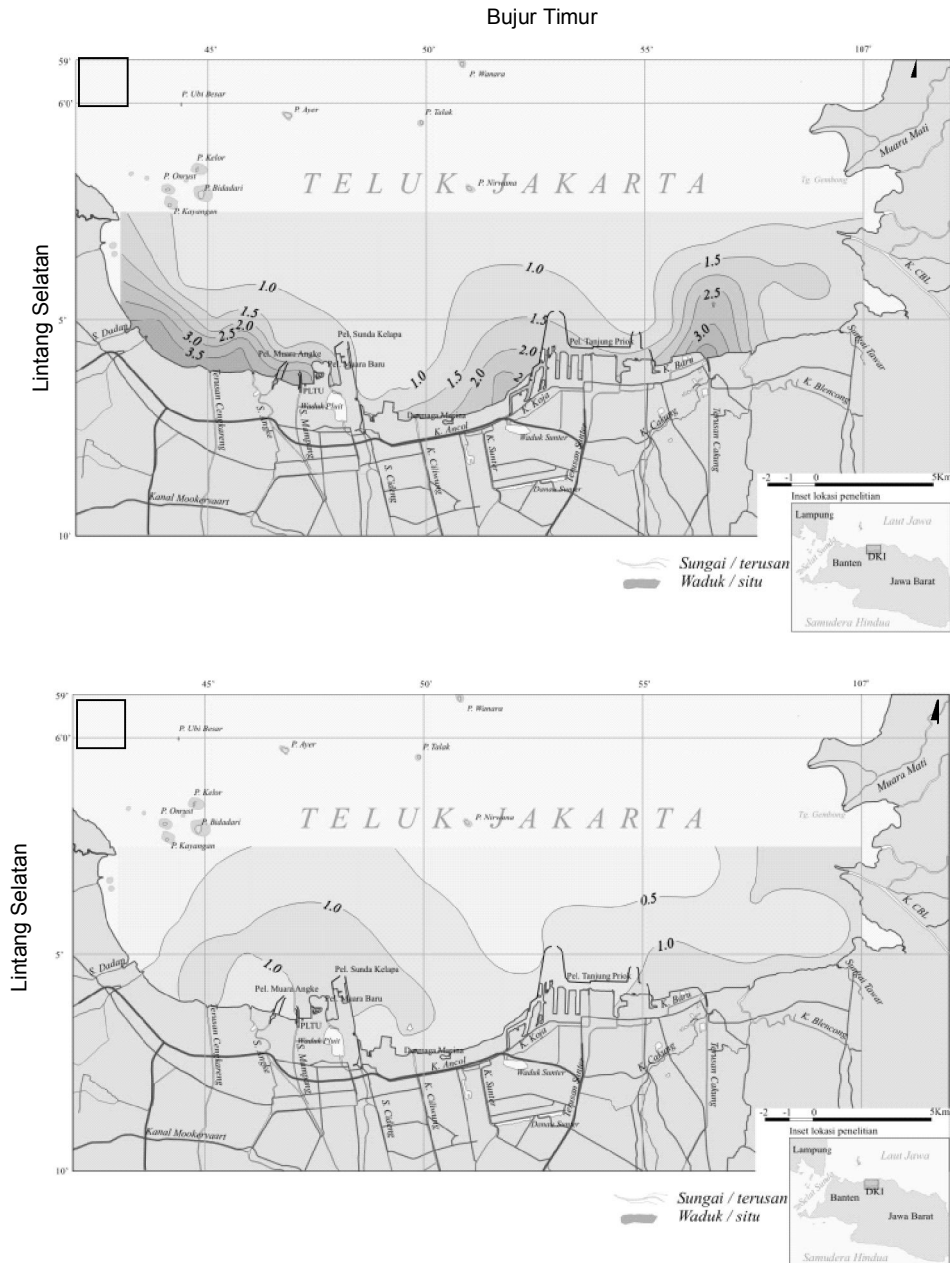 Bujur Timur
45'
50'
55'
107'
59'
P. Wanara
P. Ubi Besar
6'0'
P. Ayer
P. Talak
Muara Mati
P. Kelor
P. Onrust
P. Bidadari
P. Nirwana
TELUK JAKARTA
Tg. Gembong
P. Kayangan
Lintang Selatan
K. CBL
1.0
1.0
1.5
2.5
1.5
2.0
2.5
3.0
3.5
1.5
2.0
3.0
5'
S. Dadap
Pel. Sunda Kelapa
Pel. Tanjung Priok
Pel. Muara Angke
Pel. Muara Baru
K. Baru
Sungai Tawar
PLTU
Waduk Pluit
1.0
1.5
2.0
2.
K. Blencong
Terusan Cengkareng
S. Angke
K. Ancol
K. Koja
K. Cakung
Waduk Sunter
Terusan Cakung
S. Cideng
K. Ciliwung
K. Sunter
Terusan Sunter
Danau Sunter
Kanal Mookervaart
10'
-2 -1 0 5Km
Inset lokasi penelitian
Lampung
Laut Jawa
DKI
Banten
Jawa Barat
Samudera Hindua
Sungai / terusan
Waduk / situ
45'
50'
55'
107'
59'
P. Wanara
P. Ubi Besar
6'0'
P. Ayer
P. Talak
Muara Mati
P. Kelor
P. Onrust
P. Bidadari
P. Nirwana
TELUK JAKARTA
Tg. Gembong
P. Kayangan
Lintang Selatan
K. CBL
1.0
0.5
1.0
1.0
5'
S. Dadap
Pel. Sunda Kelapa
Pel. Tanjung Priok
Pel. Muara Angke
Pel. Muara Baru
K. Baru
Sungai Tawar
PLTU
Waduk Pluit
K. Blencong
Terusan Cengkareng
S. Angke
K. Ancol
K. Koja
K. Cakung
Waduk Sunter
Terusan Cakung
S. Cideng
K. Ciliwung
K. Sunter
Terusan Sunter
Danau Sunter
Kanal Mookervaart
10'
-2 -1 0 5Km
Inset lokasi penelitian
Lampung
Laut Jawa
DKI
Banten
Jawa Barat
Samudera Hindua
Sungai / terusan
Waduk / situ